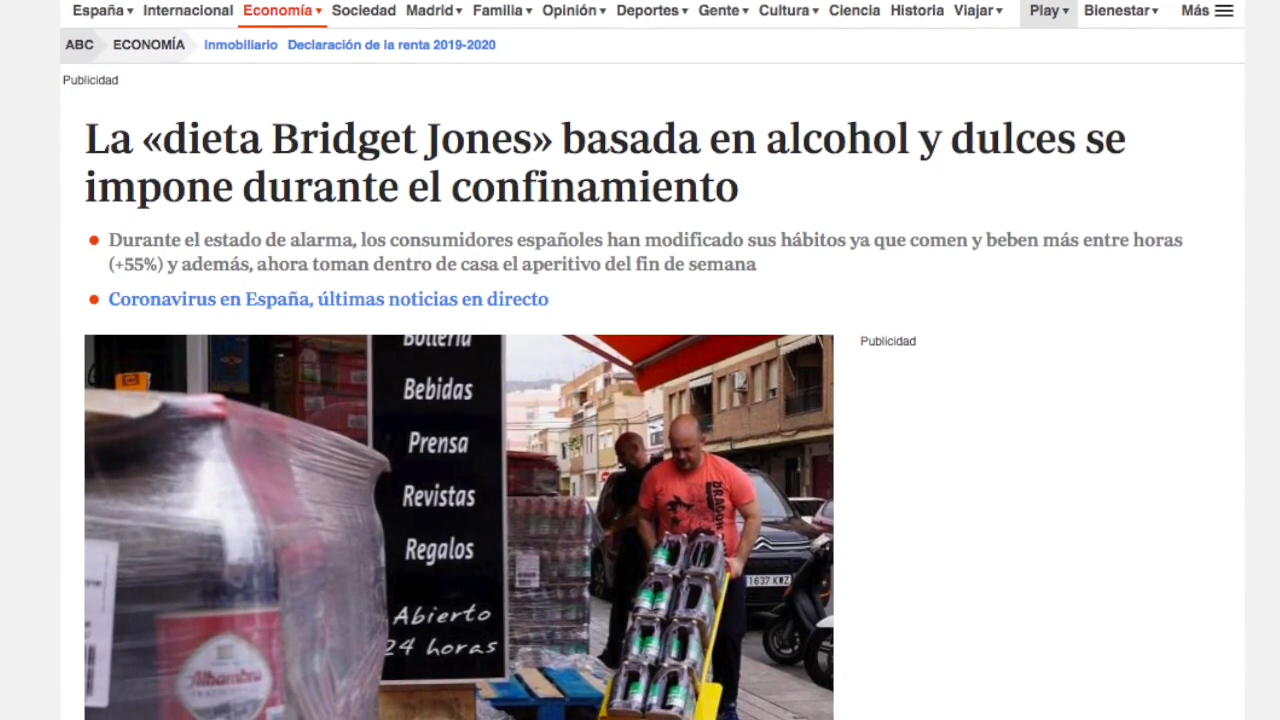 España Internacional Economía Sociedad Madrid Familia Opinión Deportes Gente Cultura Ciencia Historia Viajar Play Bienestar Más
ABC ECONOMÍA Inmobiliario Declaración de la renta 2019-2020
Publicidad
La «dieta Bridget Jones» basada en alcohol y dulces se
impone durante el confinamiento
Durante el estado de alarma, los consumidores españoles han modificado sus hábitos ya que comen y beben más entre horas
(+55%) y además, ahora toman dentro de casa el aperitivo del fin de semana
Coronavirus en España, últimas noticias en directo
Publicidad
Bollería
Bebidas
Prensa
Revistas
Regalos
Abierto
24 horas
Alhambra
DRAGON
1637 KWZ